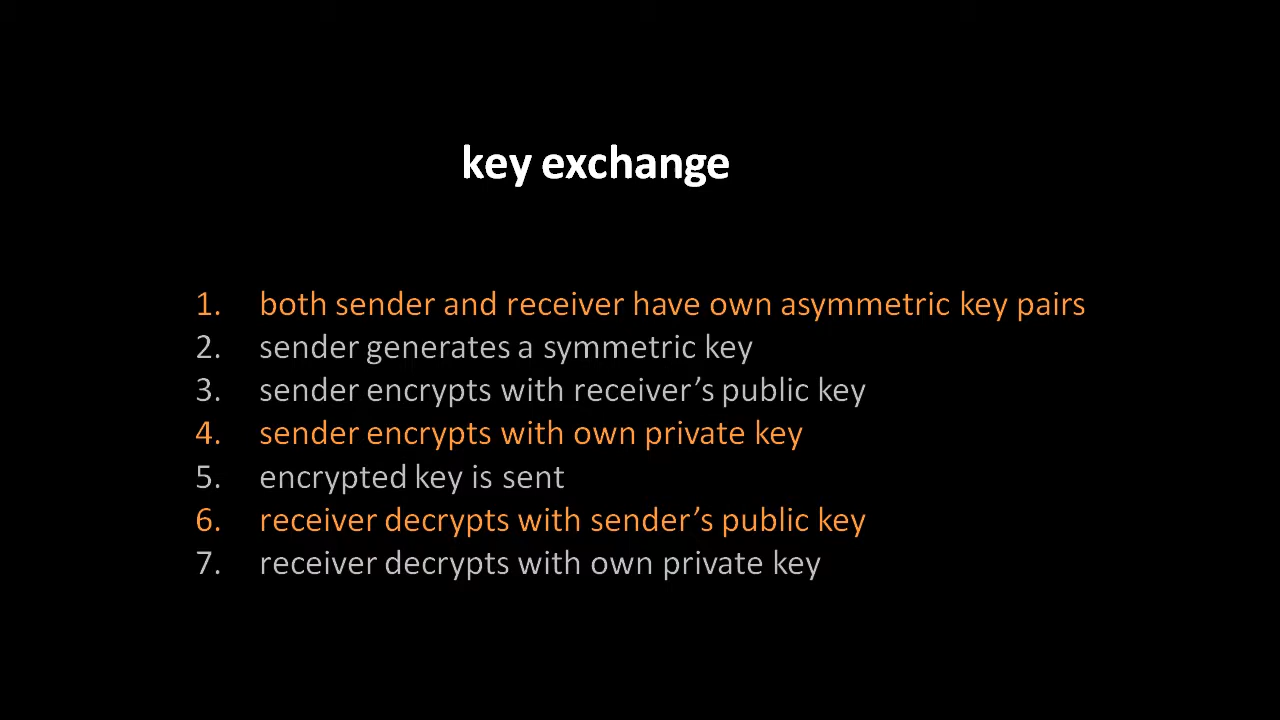 key exchange
1. both sender and receiver have own asymmetric key pairs
2. sender generates a symmetric key
3. sender encrypts with receiver’s public key
4. sender encrypts with own private key
5. encrypted key is sent
6. receiver decrypts with sender’s public key
7. receiver decrypts with own private key